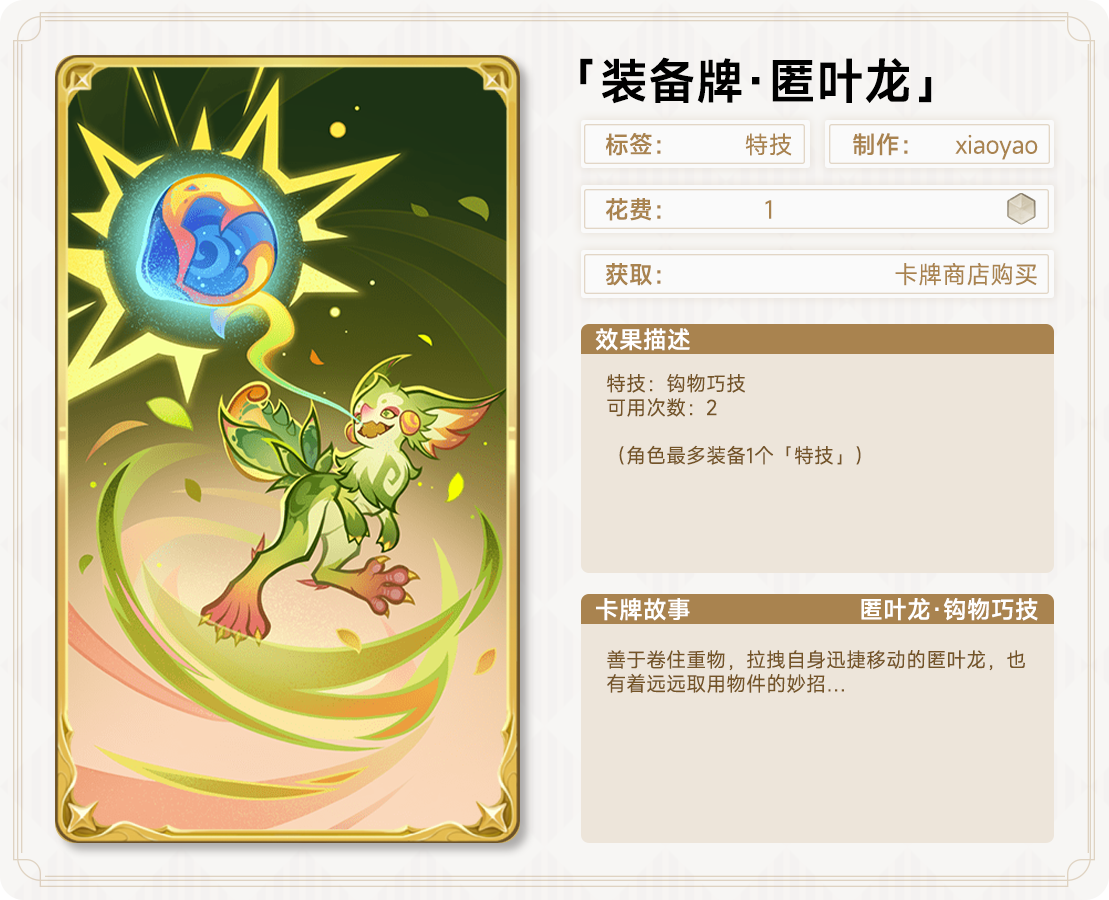 「装备牌·匿叶龙」
标签： 特技 制作： xiaoyao
花费： 1
获取： 卡牌商店购买
效果描述
特技：钩物巧技
可用次数：2
（角色最多装备1个「特技」）
卡牌故事 匿叶龙·钩物巧技
善于卷住重物，拉拽自身迅捷移动的匿叶龙，也
有着远远取用物件的妙招...